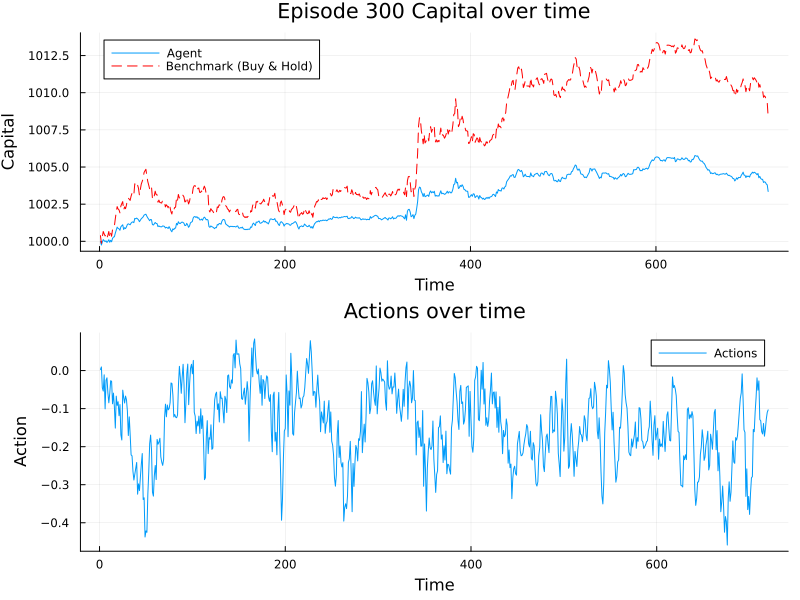 Episode 300 Capital over time
Agent
Benchmark (Buy & Hold)
Capital
1012.5
1010.0
1007.5
1005.0
1002.5
1000.0
0
200
400
600
Time
Actions over time
Actions
Action
0.0
−0.1
−0.2
−0.3
−0.4
0
200
400
600
Time